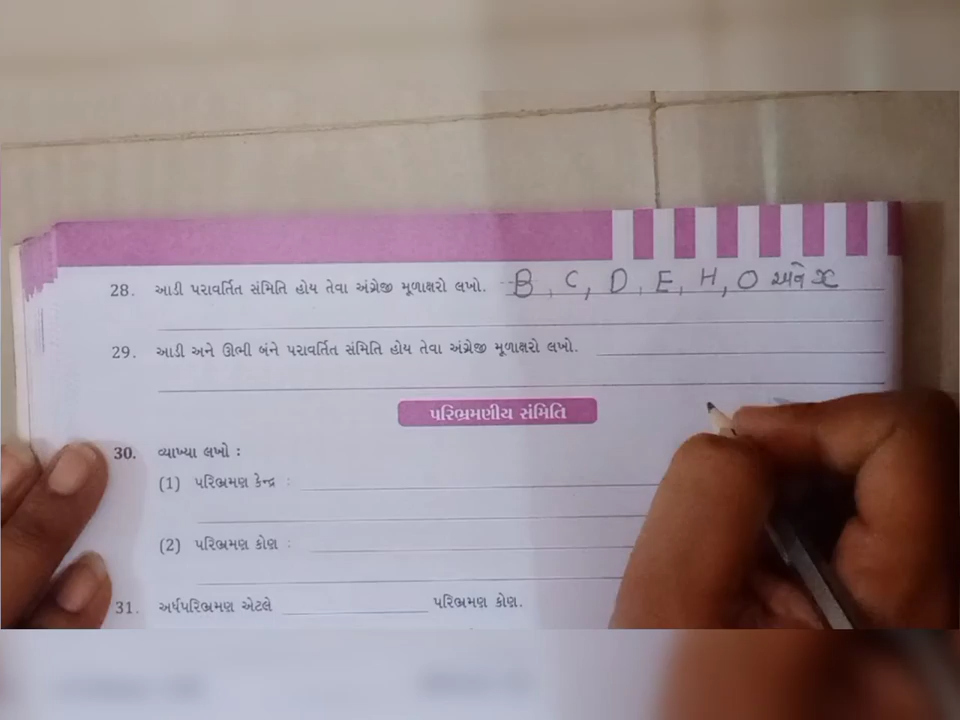 28. આડી પરાવર્તિત સંમિતિ હોય તેવા અંગ્રેજી મૂળાક્ષરો લખો. B, C, D, E, H, O અને X
29. આડી અને ઊભી બંને પરાવર્તિત સંમિતિ હોય તેવા અંગ્રેજી મૂળાક્ષરો લખો.
પરિભ્રમણીય સંમિતિ
30. વ્યાખ્યા લખો :
(1) પરિભ્રમણ કેન્દ્ર :
(2) પરિભ્રમણ કોણ :
31. અર્ધપરિભ્રમણ એટલે ____________ પરિભ્રમણ કોણ.